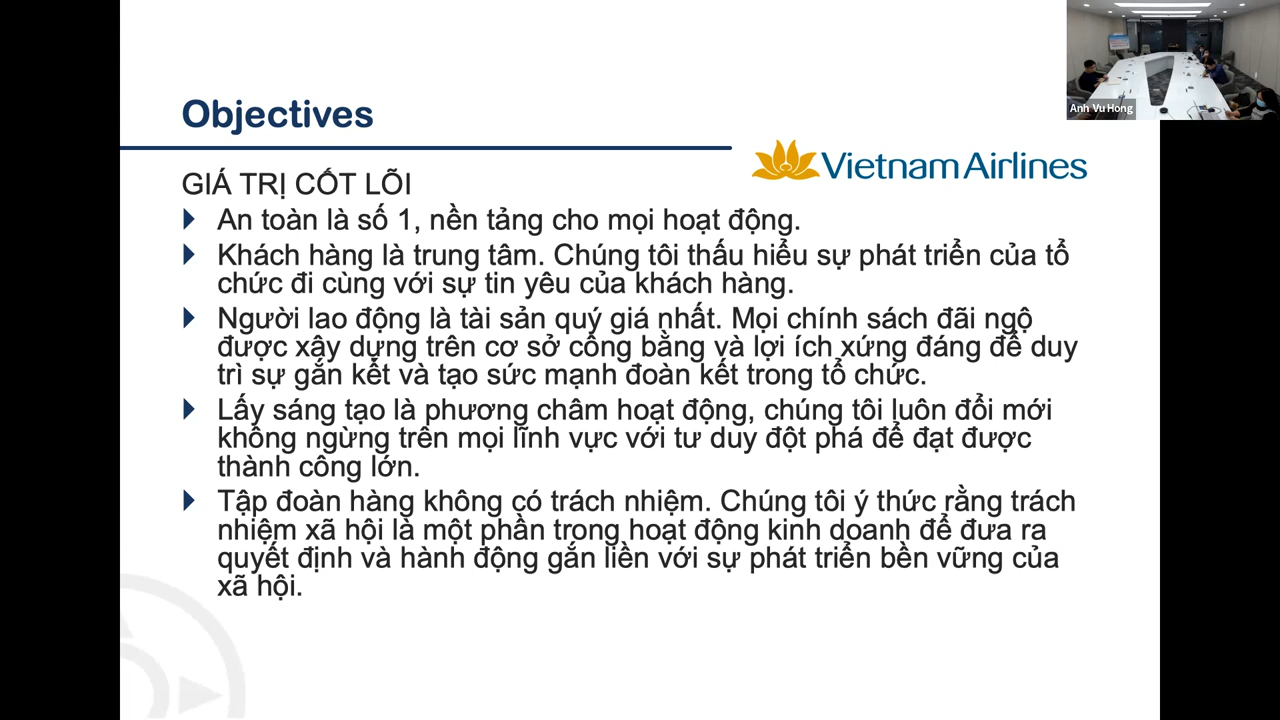 Anh Vu Hong
Objectives
Vietnam Airlines
GIÁ TRỊ CỐT LÕI
An toàn là số 1, nền tảng cho mọi hoạt động.
Khách hàng là trung tâm. Chúng tôi thấu hiểu sự phát triển của tổ
chức đi cùng với sự tin yêu của khách hàng.
Người lao động là tài sản quý giá nhất. Mọi chính sách đãi ngộ
được xây dựng trên cơ sở công bằng và lợi ích xứng đáng để duy
trì sự gắn kết và tạo sức mạnh đoàn kết trong tổ chức.
Lấy sáng tạo là phương châm hoạt động, chúng tôi luôn đổi mới
không ngừng trên mọi lĩnh vực với tư duy đột phá để đạt được
thành công lớn.
Tập đoàn hàng không có trách nhiệm. Chúng tôi ý thức rằng trách
nhiệm xã hội là một phần trong hoạt động kinh doanh để đưa ra
quyết định và hành động gắn liền với sự phát triển bền vững của
xã hội.